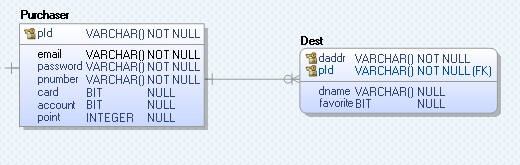 Purchaser
pId VARCHAR() NOT NULL
email VARCHAR() NOT NULL
password VARCHAR() NOT NULL
pnumber VARCHAR() NOT NULL
card BIT NULL
account BIT NULL
point INTEGER NULL
Dest
daddr VARCHAR() NOT NULL
pId VARCHAR() NOT NULL (FK)
dname VARCHAR() NULL
favorite BIT NULL